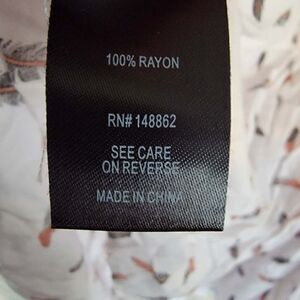 100% RAYON
RN# 148862
SEE CARE
ON REVERSE
MADE IN CHINA